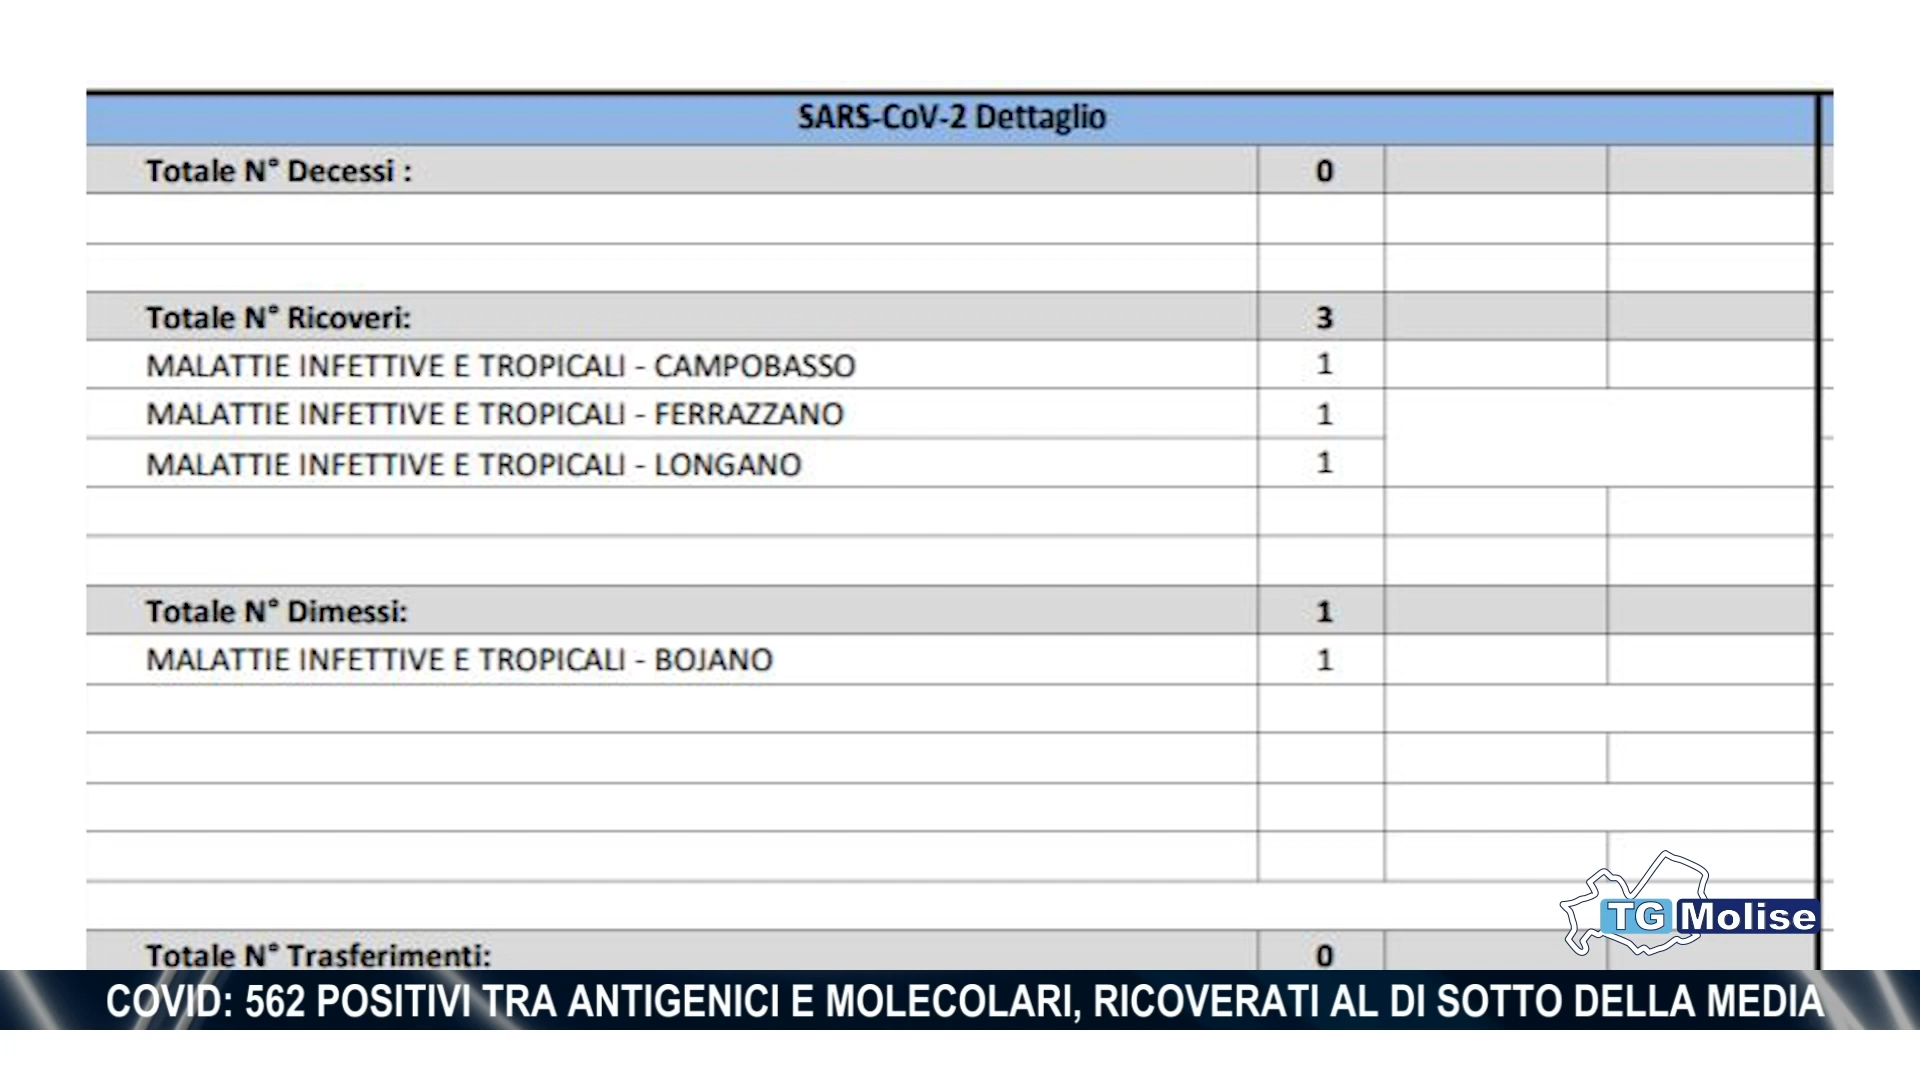 SARS-CoV-2 Dettaglio
Totale N° Decessi : 0
Totale N° Ricoveri: 3
MALATTIE INFETTIVE E TROPICALI - CAMPOBASSO 1
MALATTIE INFETTIVE E TROPICALI - FERRAZZANO 1
MALATTIE INFETTIVE E TROPICALI - LONGANO 1
Totale N° Dimessi: 1
MALATTIE INFETTIVE E TROPICALI - BOJANO 1
TG Molise
Totale N° Trasferimenti: 0
COVID: 562 POSITIVI TRA ANTIGENICI E MOLECOLARI, RICOVERATI AL DI SOTTO DELLA MEDIA